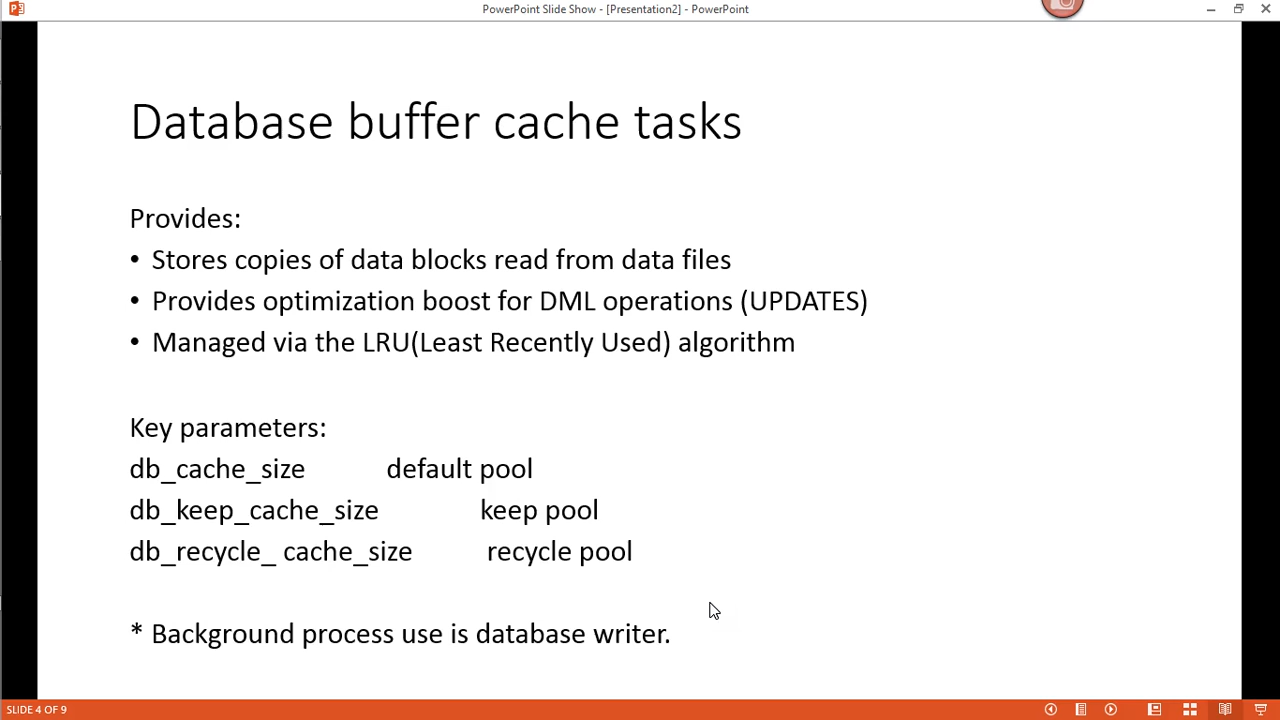 PowerPoint Slide Show - [Presentation2] - PowerPoint
Database buffer cache tasks
Provides:
• Stores copies of data blocks read from data files
• Provides optimization boost for DML operations (UPDATES)
• Managed via the LRU(Least Recently Used) algorithm
Key parameters:
db_cache_size default pool
db_keep_cache_size keep pool
db_recycle_ cache_size recycle pool
* Background process use is database writer.
SLIDE 4 OF 9